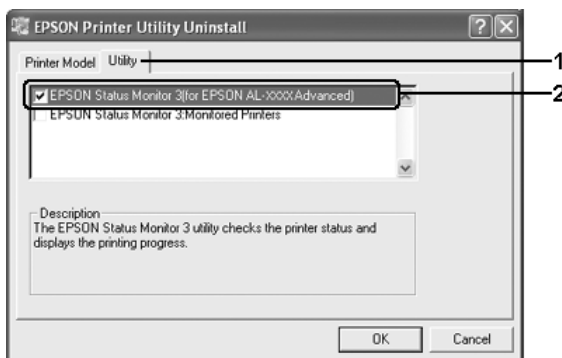 EPSON Printer Utility Uninstall
Printer Model Utility 1
EPSON Status Monitor 3(for EPSON AL-XXXX Advanced) 2
EPSON Status Monitor 3:Monitored Printers
Description
The EPSON Status Monitor 3 utility checks the printer status and
displays the printing progress.
OK Cancel